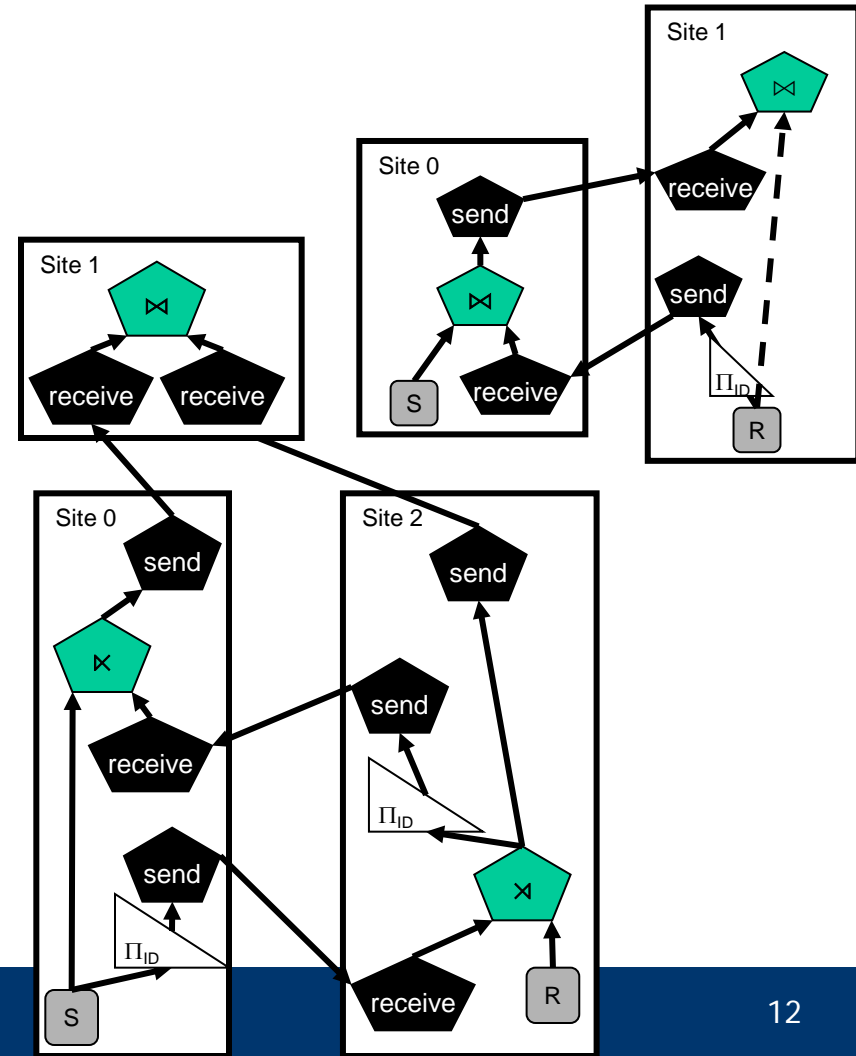 Site 1
⋈
receive
send
Π_ID
R
Site 0
send
⋈
S
receive
Site 1
⋈
receive receive
Site 0
send
⋉
receive
send
Π_ID
S
Site 2
send
send
Π_ID
⋊
receive
R
12